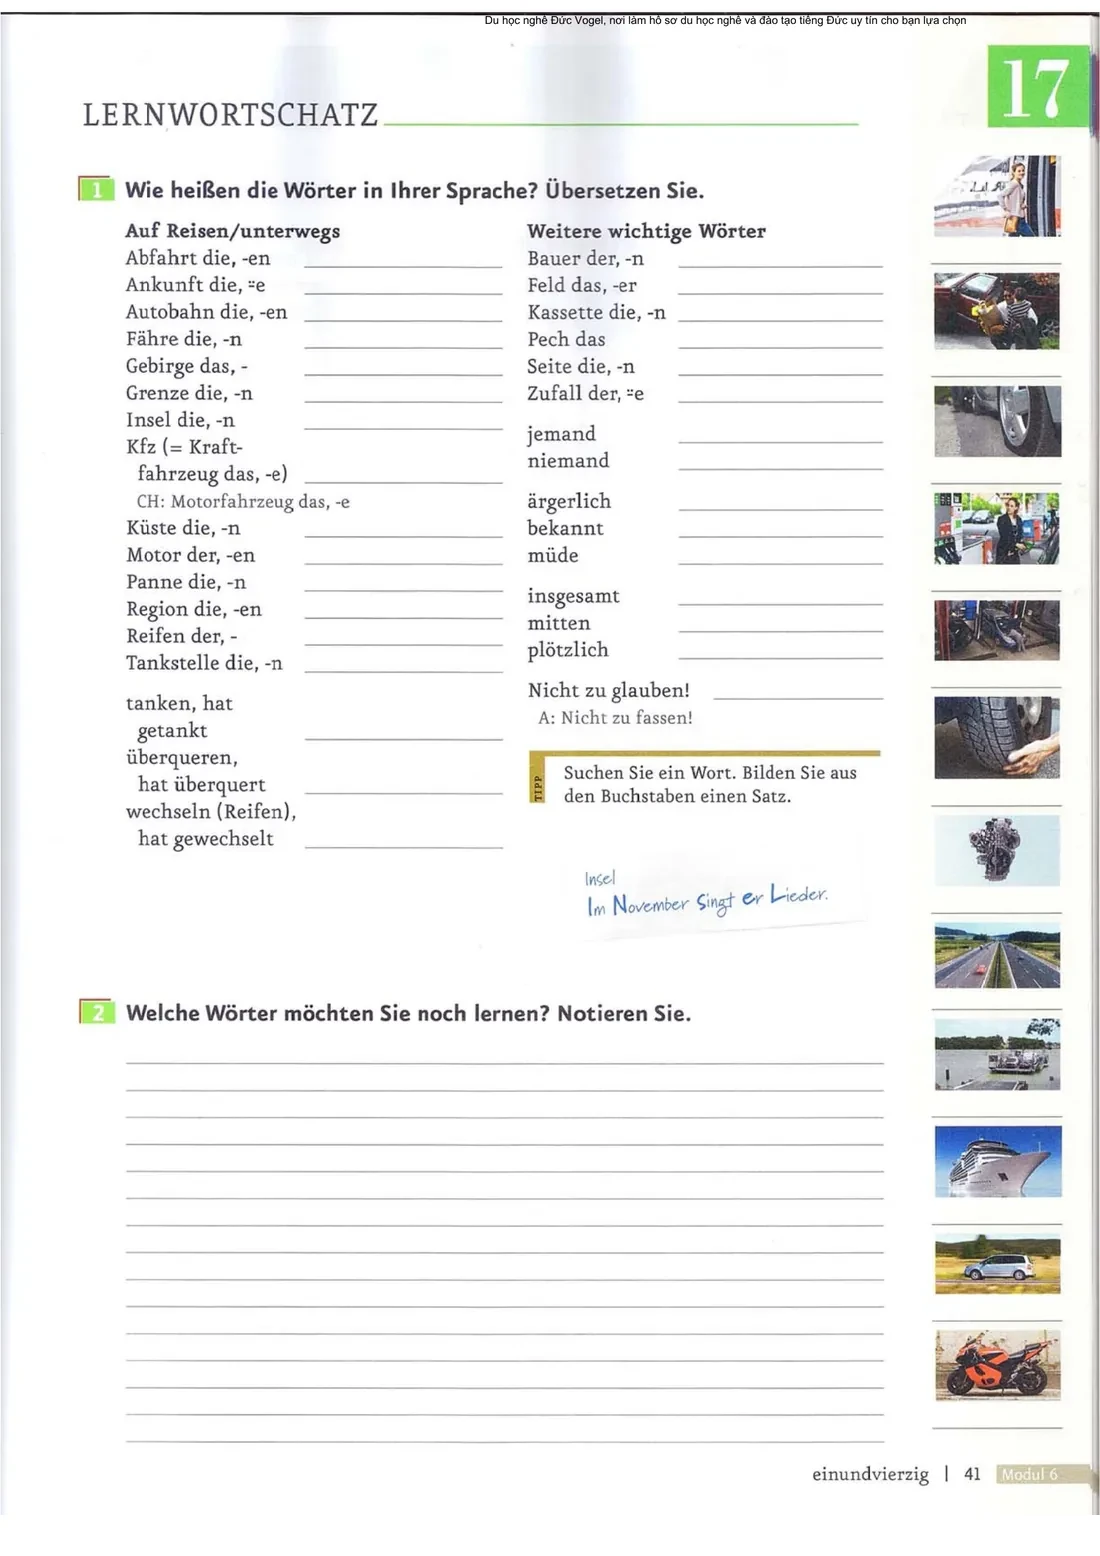 Du học nghề Đức Vogel, nơi làm hồ sơ du học nghề và đào tạo tiếng Đức uy tín cho bạn lựa chọn
17
LERNWORTSCHATZ
1 Wie heißen die Wörter in Ihrer Sprache? Übersetzen Sie.
Auf Reisen/unterwegs
Abfahrt die, -en
Ankunft die, ⸚e
Autobahn die, -en
Fähre die, -n
Gebirge das, -
Grenze die, -n
Insel die, -n
Kfz (= Kraft-
fahrzeug das, -e)
CH: Motorfahrzeug das, -e
Küste die, -n
Motor der, -en
Panne die, -n
Region die, -en
Reifen der, -
Tankstelle die, -n
tanken, hat
getankt
überqueren,
hat überquert
wechseln (Reifen),
hat gewechselt
Weitere wichtige Wörter
Bauer der, -n
Feld das, -er
Kassette die, -n
Pech das
Seite die, -n
Zufall der, ⸚e
jemand
niemand
ärgerlich
bekannt
müde
insgesamt
mitten
plötzlich
Nicht zu glauben!
A: Nicht zu fassen!
TIPP
Suchen Sie ein Wort. Bilden Sie aus
den Buchstaben einen Satz.
Insel
Im November singt er Lieder.
2 Welche Wörter möchten Sie noch lernen? Notieren Sie.
einundvierzig | 41 Modul 6